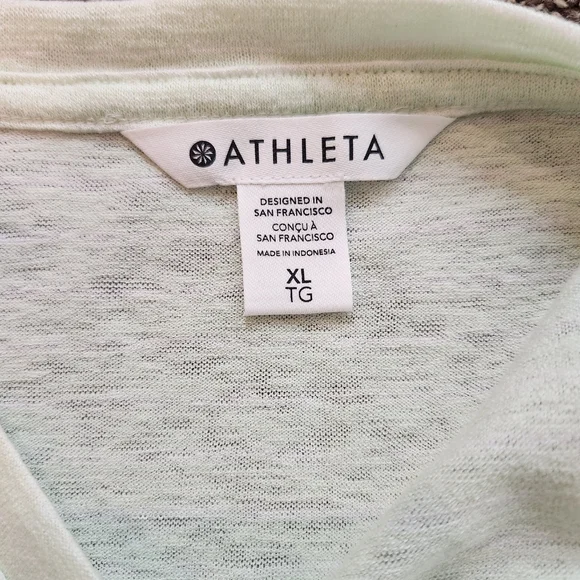 ATHLETA
DESIGNED IN
SAN FRANCISCO
CONÇU À
SAN FRANCISCO
MADE IN INDONESIA
XL
TG